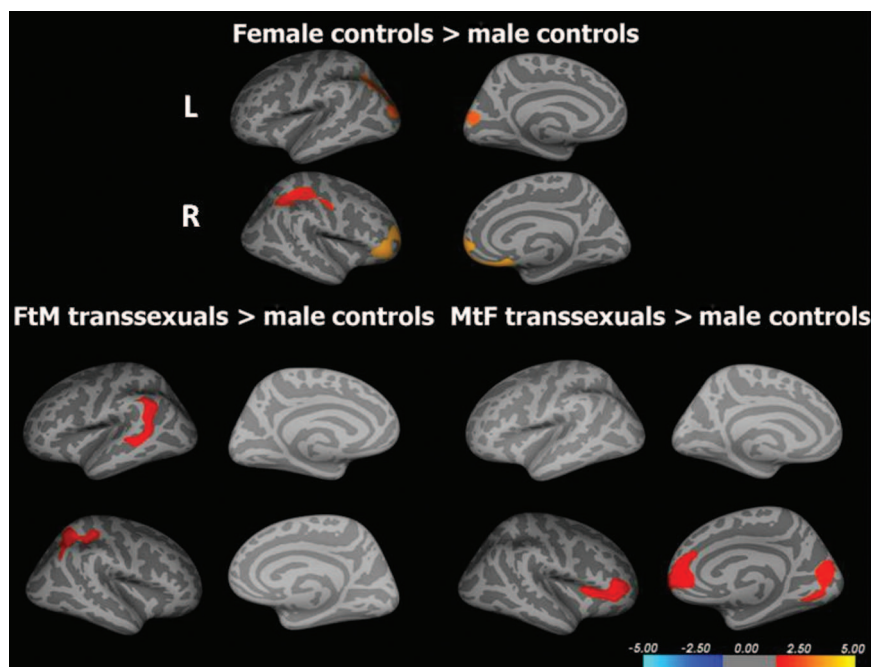 Female controls > male controls
L
R
FtM transsexuals > male controls
MtF transsexuals > male controls
-5.00 -2.50 0.00 2.50 5.00